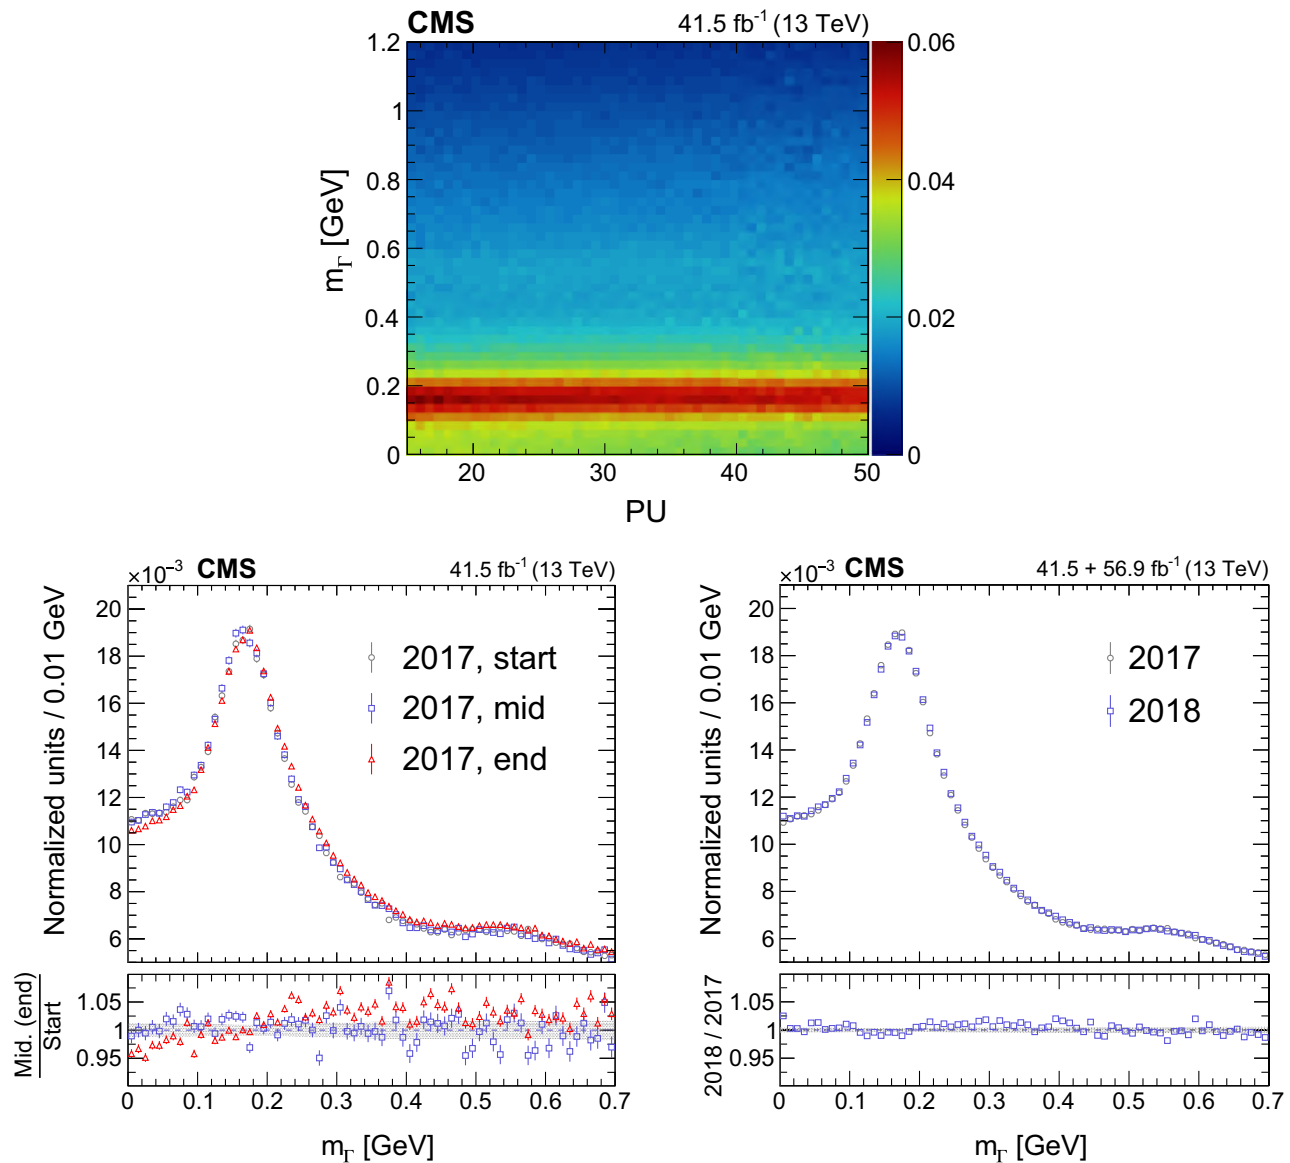 CMS 41.5 fb⁻¹ (13 TeV)
m_Γ [GeV]
1.2
1
0.8
0.6
0.4
0.2
0
20 30 40 50
PU
0.06
0.04
0.02
0
×10⁻³ CMS 41.5 fb⁻¹ (13 TeV)
Normalized units / 0.01 GeV
20
18
16
14
12
10
8
6
2017, start
2017, mid
2017, end
Mid. (end)
Start
1.05
1
0.95
0 0.1 0.2 0.3 0.4 0.5 0.6 0.7
m_Γ [GeV]
×10⁻³ CMS 41.5 + 56.9 fb⁻¹ (13 TeV)
Normalized units / 0.01 GeV
20
18
16
14
12
10
8
6
2017
2018
2018 / 2017
1.05
1
0.95
0 0.1 0.2 0.3 0.4 0.5 0.6 0.7
m_Γ [GeV]